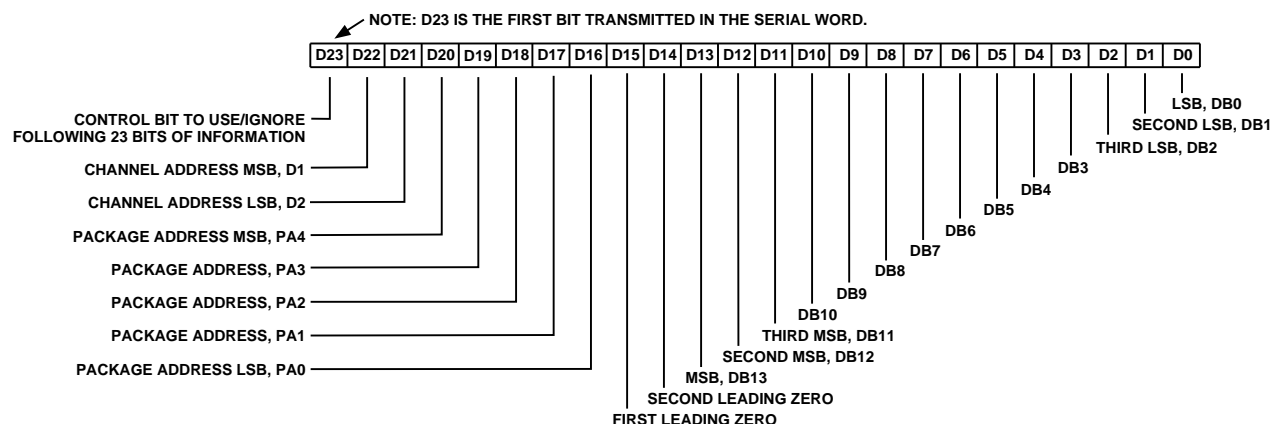 NOTE: D23 IS THE FIRST BIT TRANSMITTED IN THE SERIAL WORD.
D23 D22 D21 D20 D19 D18 D17 D16 D15 D14 D13 D12 D11 D10 D9 D8 D7 D6 D5 D4 D3 D2 D1 D0
CONTROL BIT TO USE/IGNORE
FOLLOWING 23 BITS OF INFORMATION
CHANNEL ADDRESS MSB, D1
CHANNEL ADDRESS LSB, D2
PACKAGE ADDRESS MSB, PA4
PACKAGE ADDRESS, PA3
PACKAGE ADDRESS, PA2
PACKAGE ADDRESS, PA1
PACKAGE ADDRESS LSB, PA0
LSB, DB0
SECOND LSB, DB1
THIRD LSB, DB2
DB3
DB4
DB5
DB6
DB7
DB8
DB9
DB10
THIRD MSB, DB11
SECOND MSB, DB12
MSB, DB13
SECOND LEADING ZERO
FIRST LEADING ZERO